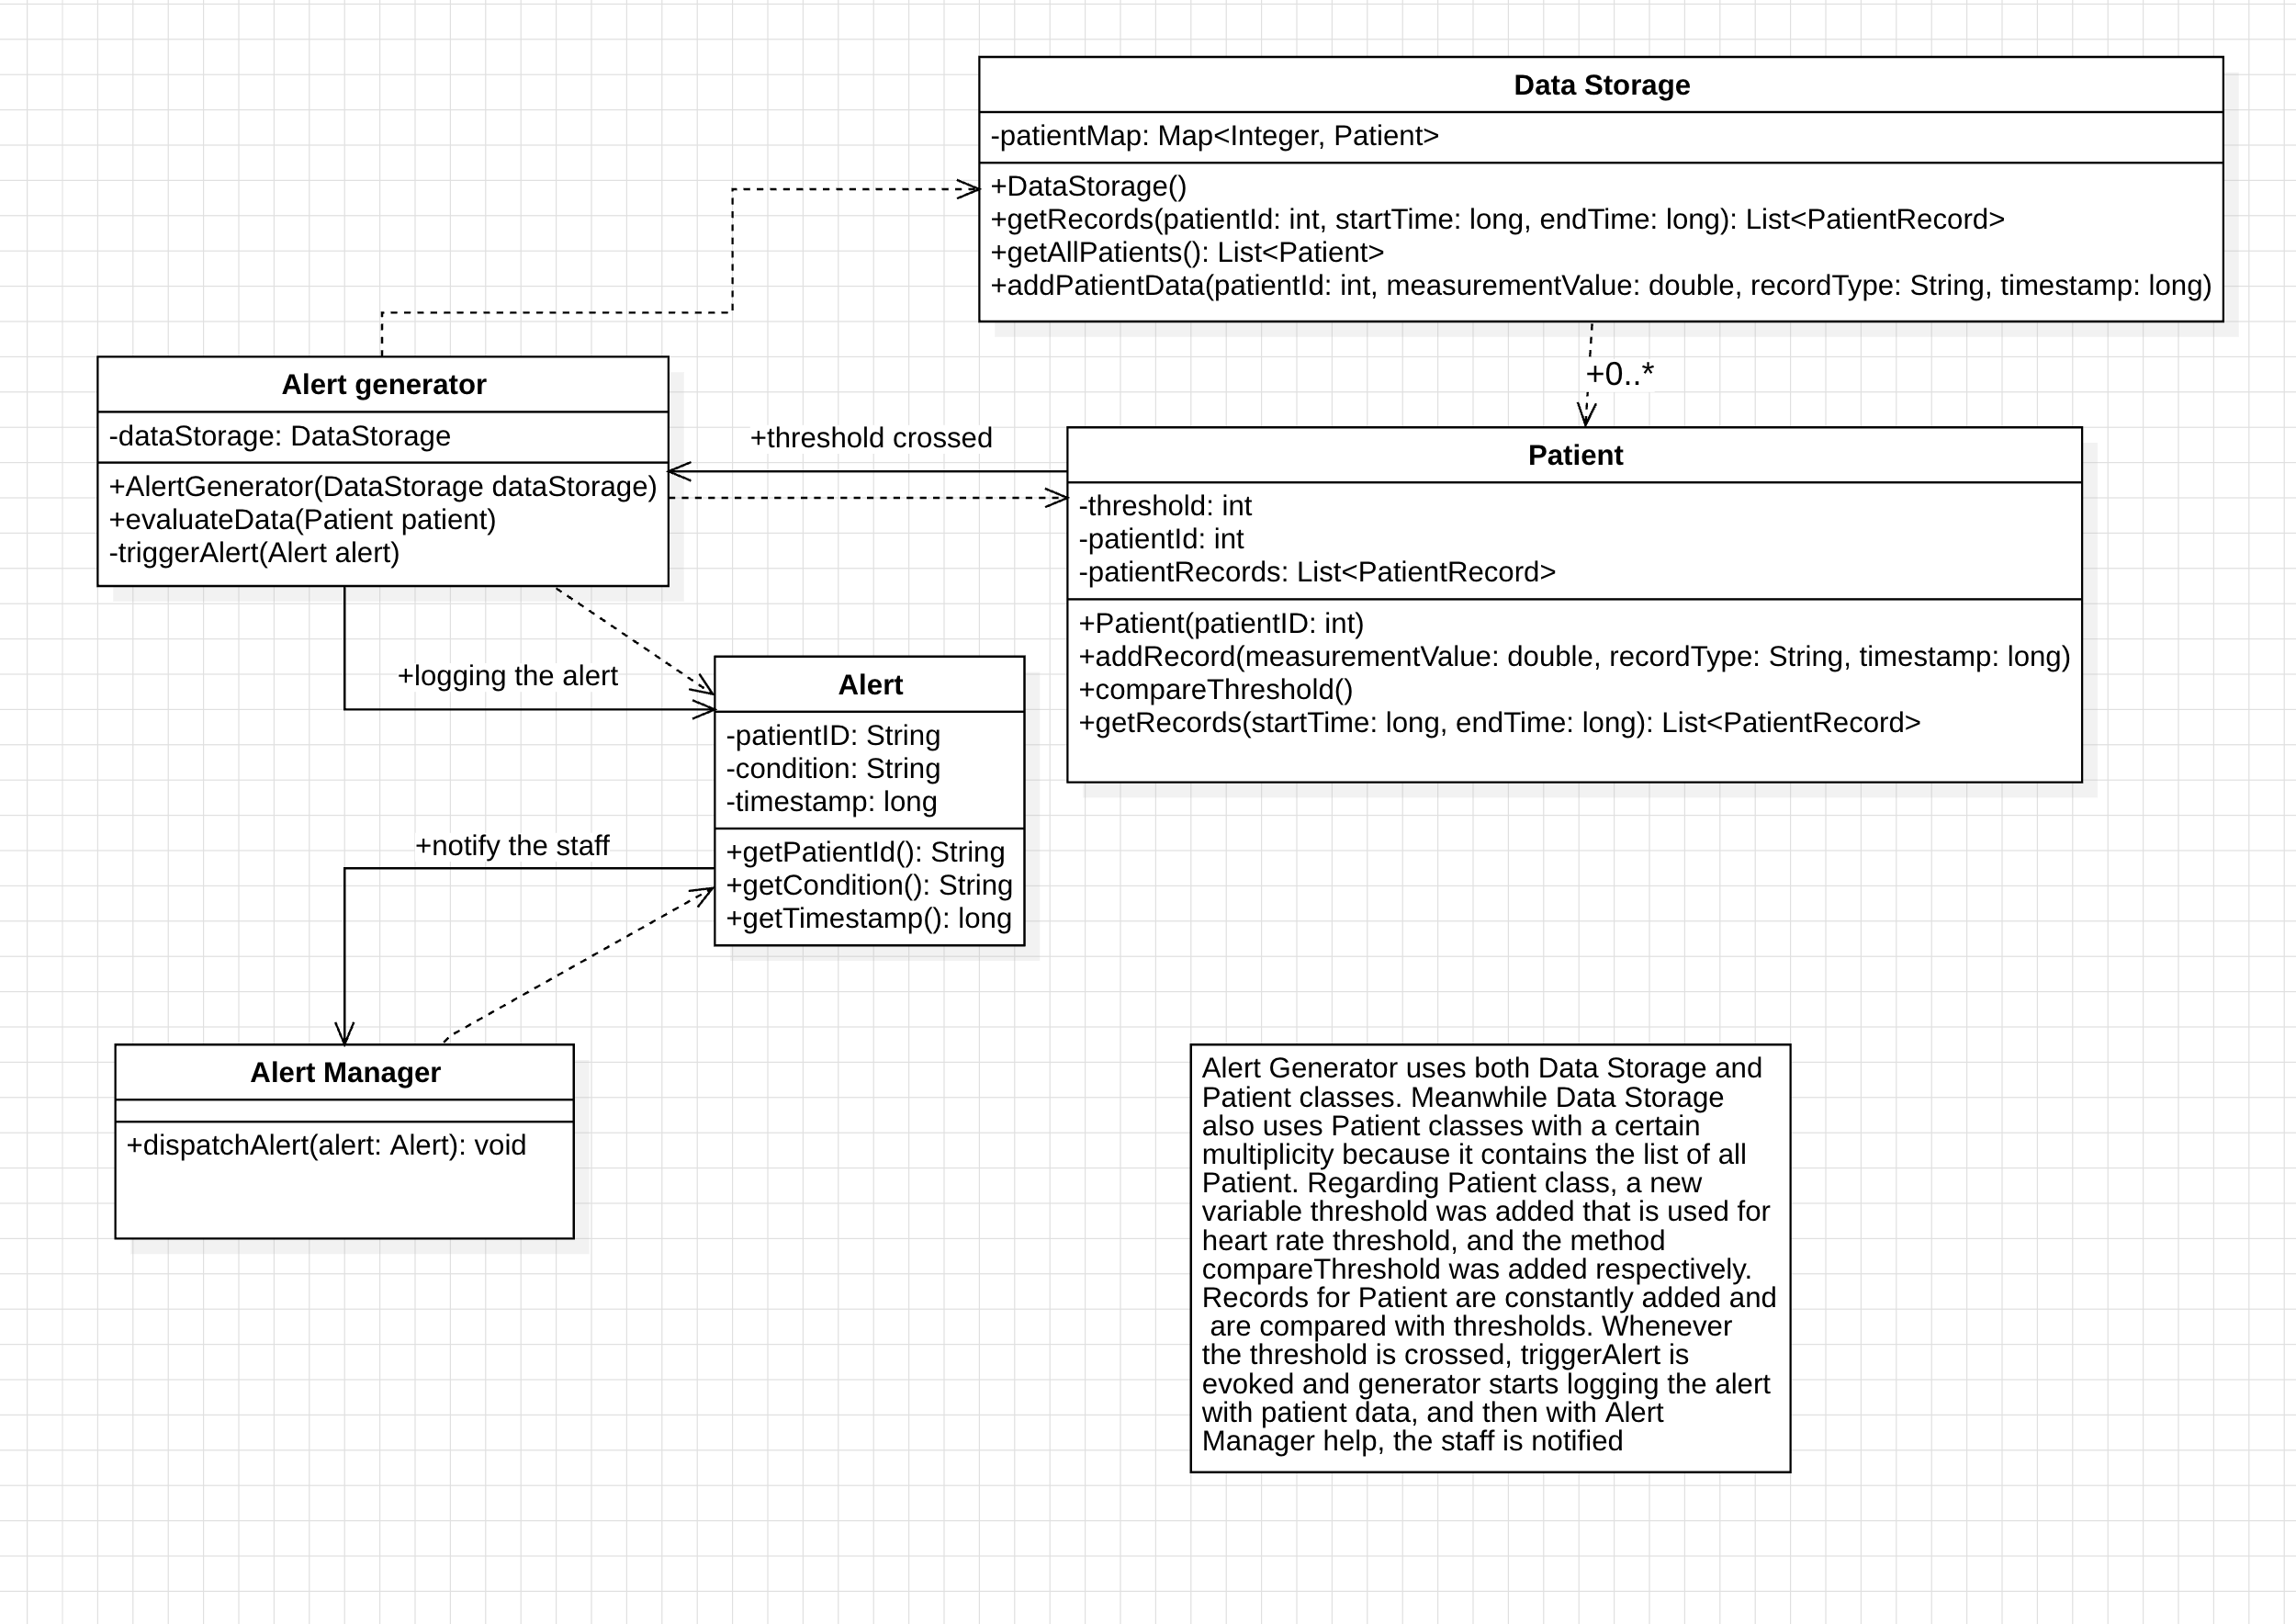 Data Storage
-patientMap: Map<Integer, Patient>
+DataStorage()
+getRecords(patientId: int, startTime: long, endTime: long): List<PatientRecord>
+getAllPatients(): List<Patient>
+addPatientData(patientId: int, measurementValue: double, recordType: String, timestamp: long)
+0..*
Alert generator
-dataStorage: DataStorage
+AlertGenerator(DataStorage dataStorage)
+evaluateData(Patient patient)
-triggerAlert(Alert alert)
+threshold crossed
Patient
-threshold: int
-patientId: int
-patientRecords: List<PatientRecord>
+Patient(patientID: int)
+addRecord(measurementValue: double, recordType: String, timestamp: long)
+compareThreshold()
+getRecords(startTime: long, endTime: long): List<PatientRecord>
+logging the alert
Alert
-patientID: String
-condition: String
-timestamp: long
+getPatientId(): String
+getCondition(): String
+getTimestamp(): long
+notify the staff
Alert Manager
+dispatchAlert(alert: Alert): void
Alert Generator uses both Data Storage and
Patient classes. Meanwhile Data Storage
also uses Patient classes with a certain
multiplicity because it contains the list of all
Patient. Regarding Patient class, a new
variable threshold was added that is used for
heart rate threshold, and the method
compareThreshold was added respectively.
Records for Patient are constantly added and
are compared with thresholds. Whenever
the threshold is crossed, triggerAlert is
evoked and generator starts logging the alert
with patient data, and then with Alert
Manager help, the staff is notified